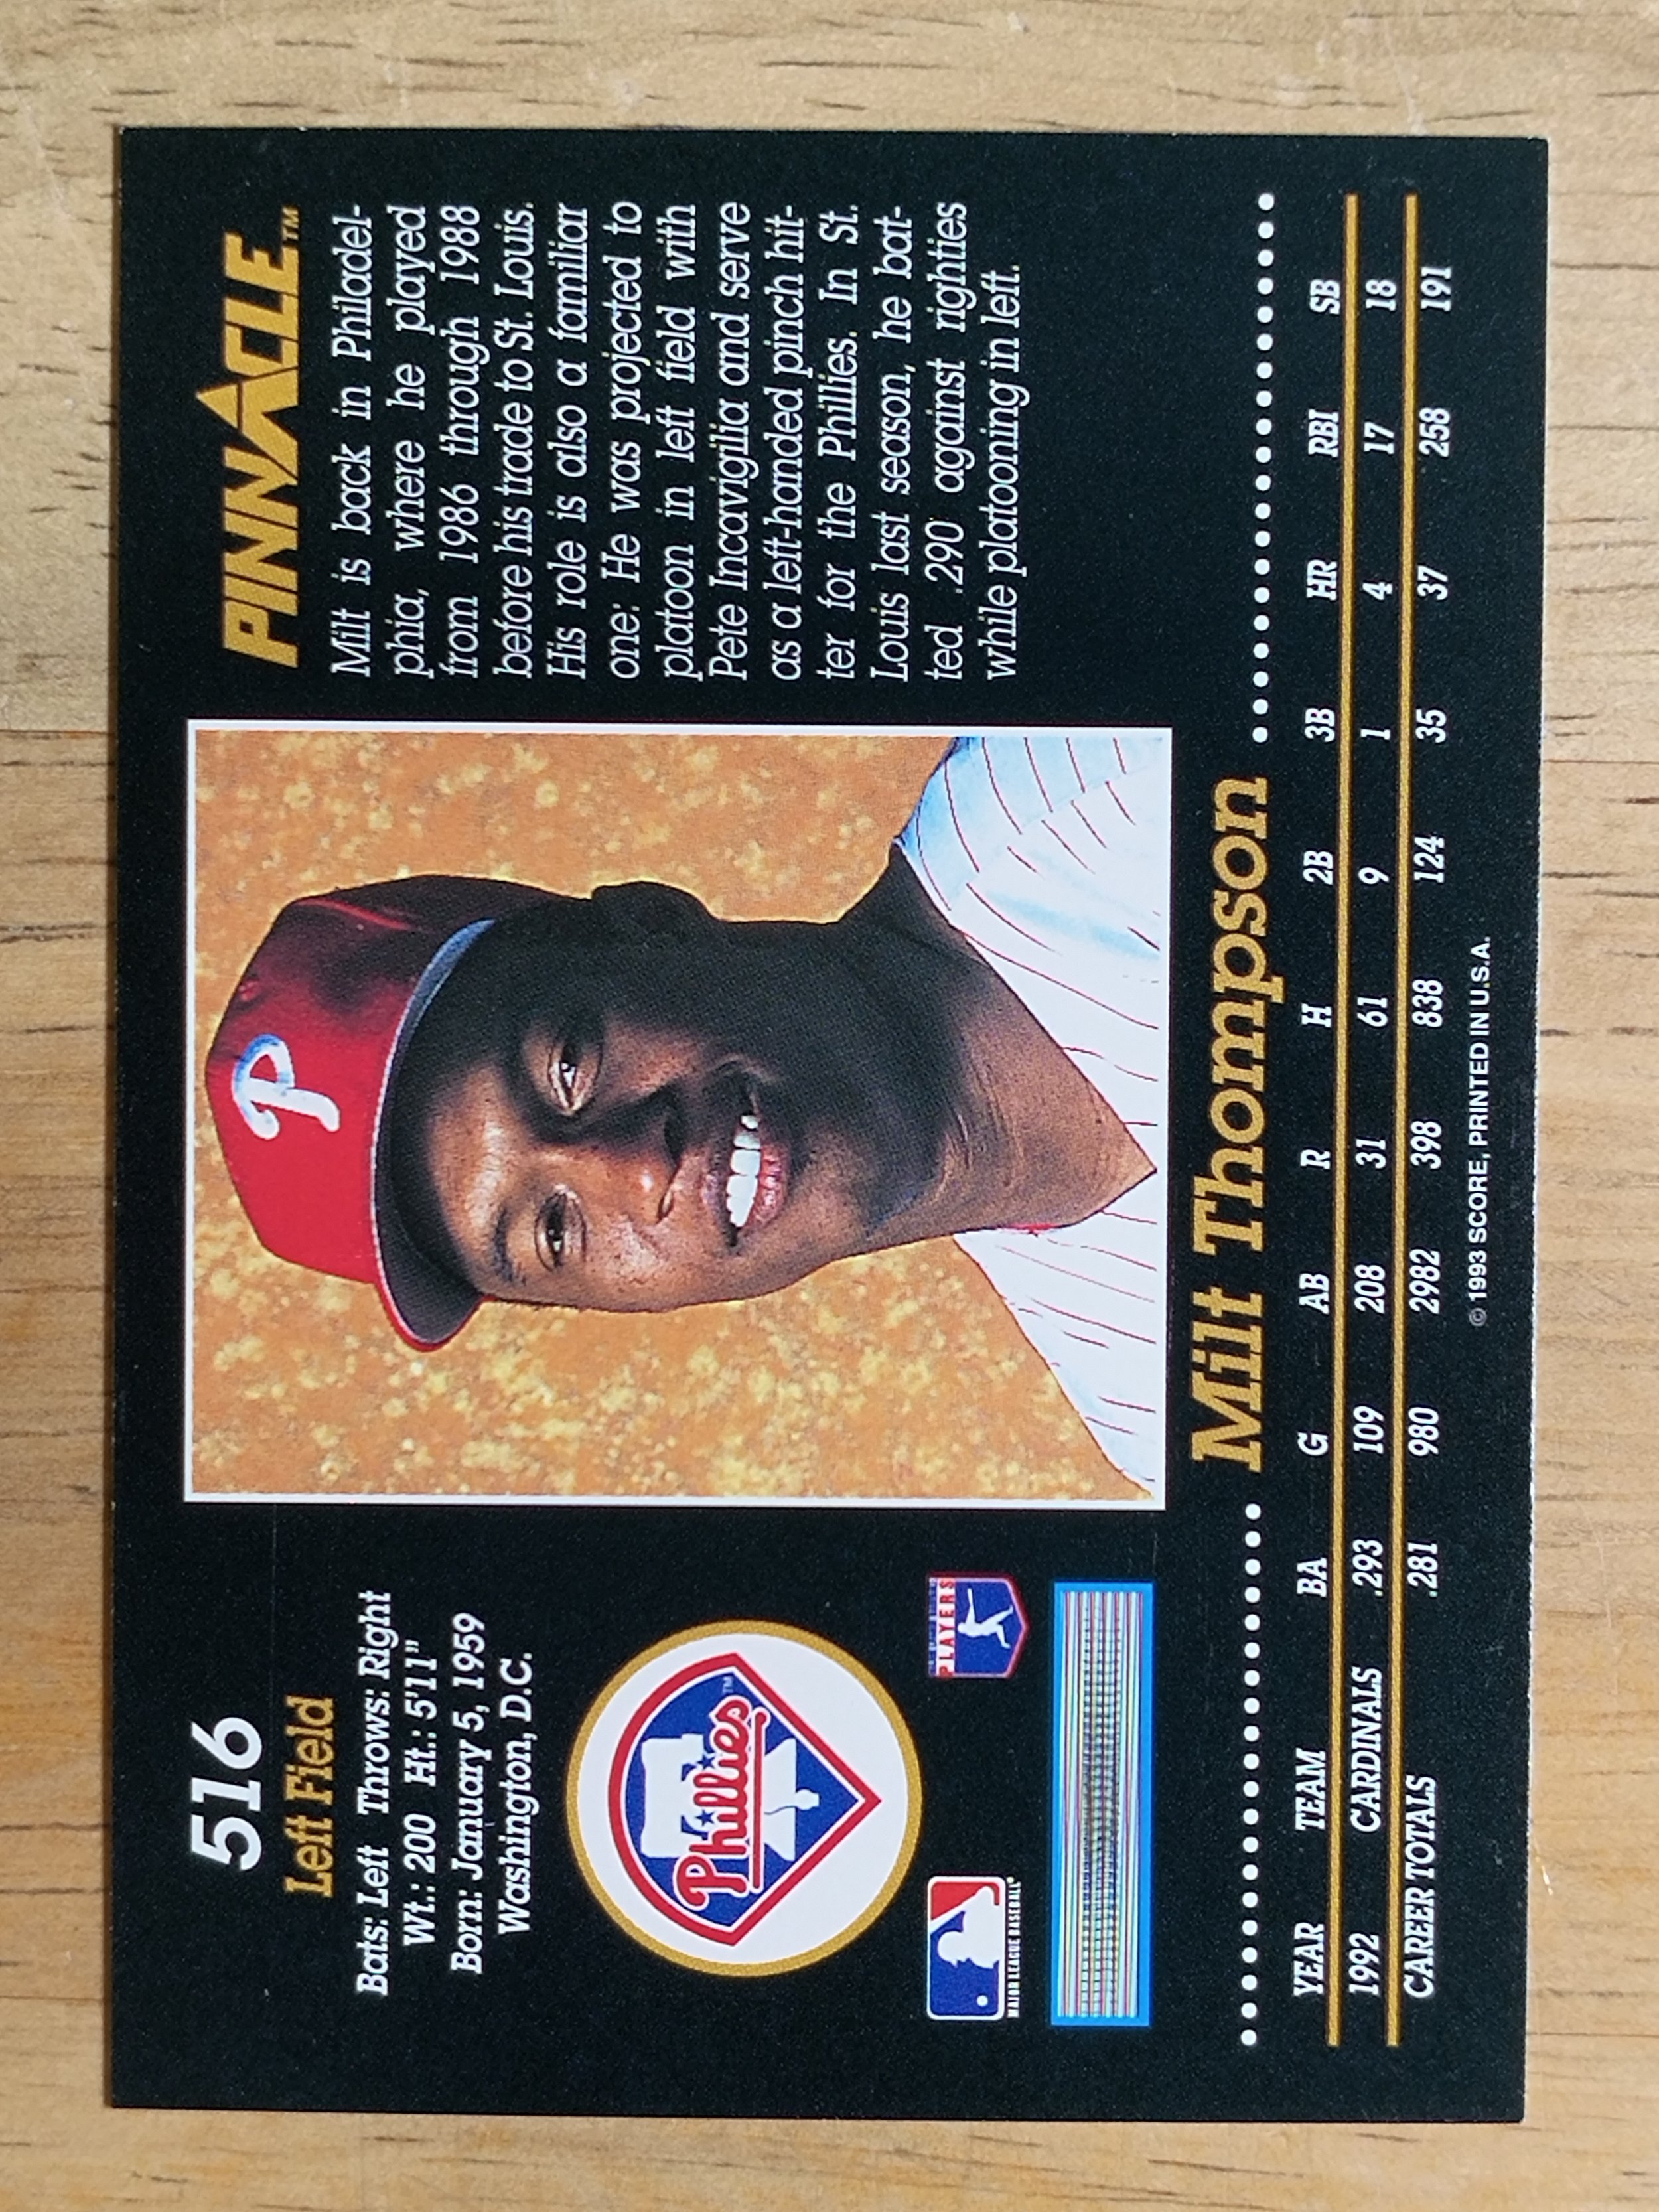 516
Left Field
Bats: Left Throws: Right
Wt.: 200 Ht.: 5'11"
Born: January 5, 1959
Washington, D.C.
Phillies™
MAJOR LEAGUE BASEBALL®
PLAYERS
P
PINNACLE™
Milt is back in Philadel-
phia, where he played
from 1986 through 1988
before his trade to St. Louis.
His role is also a familiar
one: He was projected to
platoon in left field with
Pete Incavigilia and serve
as a left-handed pinch hit-
ter for the Phillies. In St.
Louis last season, he bat-
ted .290 against righties
while platooning in left.
Milt Thompson
YEAR TEAM BA G AB R H 2B 3B HR RBI SB
1992 CARDINALS .293 109 208 31 61 9 1 4 17 18
CAREER TOTALS .281 980 2982 398 838 124 35 37 258 191
© 1993 SCORE, PRINTED IN U.S.A.